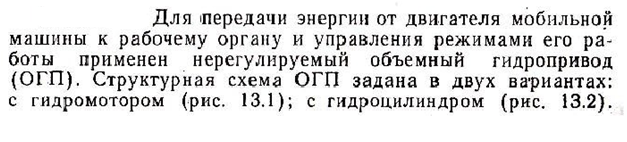 Для передачи энергии от двигателя мобильной
машины к рабочему органу и управления режимами его ра-
боты применен нерегулируемый объемный гидропривод
(ОГП). Структурная схема ОГП задана в двух вариантах:
с гидромотором (рис. 13.1); с гидроцилиндром (рис. 13.2).